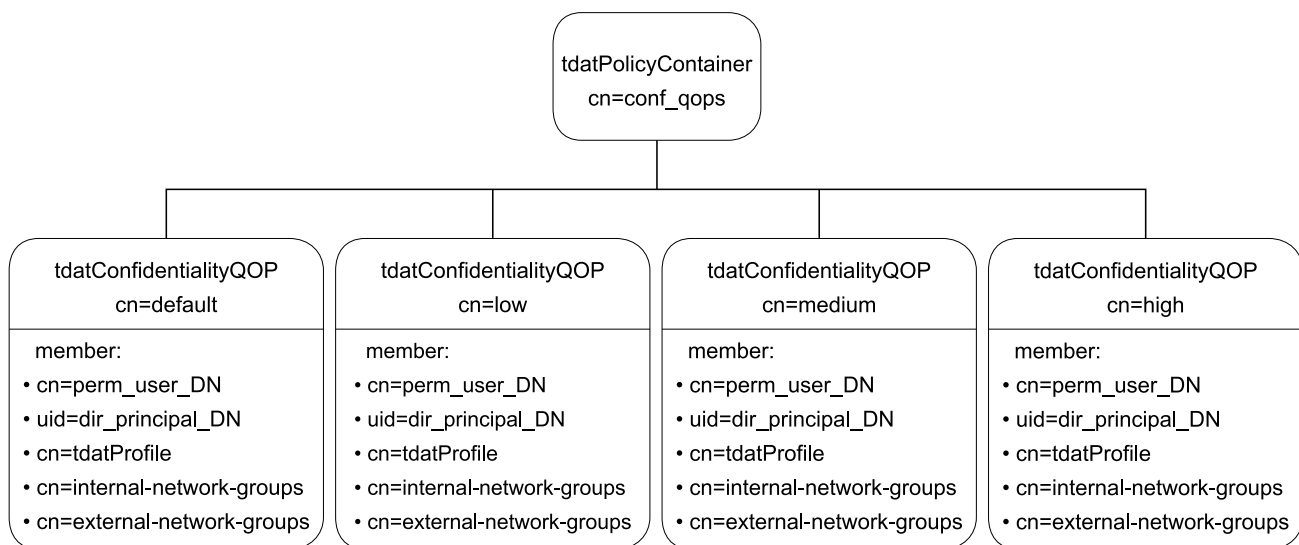 tdatPolicyContainer
cn=conf_qops
tdatConfidentialityQOP
cn=default
member:
• cn=perm_user_DN
• uid=dir_principal_DN
• cn=tdatProfile
• cn=internal-network-groups
• cn=external-network-groups
tdatConfidentialityQOP
cn=low
member:
• cn=perm_user_DN
• uid=dir_principal_DN
• cn=tdatProfile
• cn=internal-network-groups
• cn=external-network-groups
tdatConfidentialityQOP
cn=medium
member:
• cn=perm_user_DN
• uid=dir_principal_DN
• cn=tdatProfile
• cn=internal-network-groups
• cn=external-network-groups
tdatConfidentialityQOP
cn=high
member:
• cn=perm_user_DN
• uid=dir_principal_DN
• cn=tdatProfile
• cn=internal-network-groups
• cn=external-network-groups